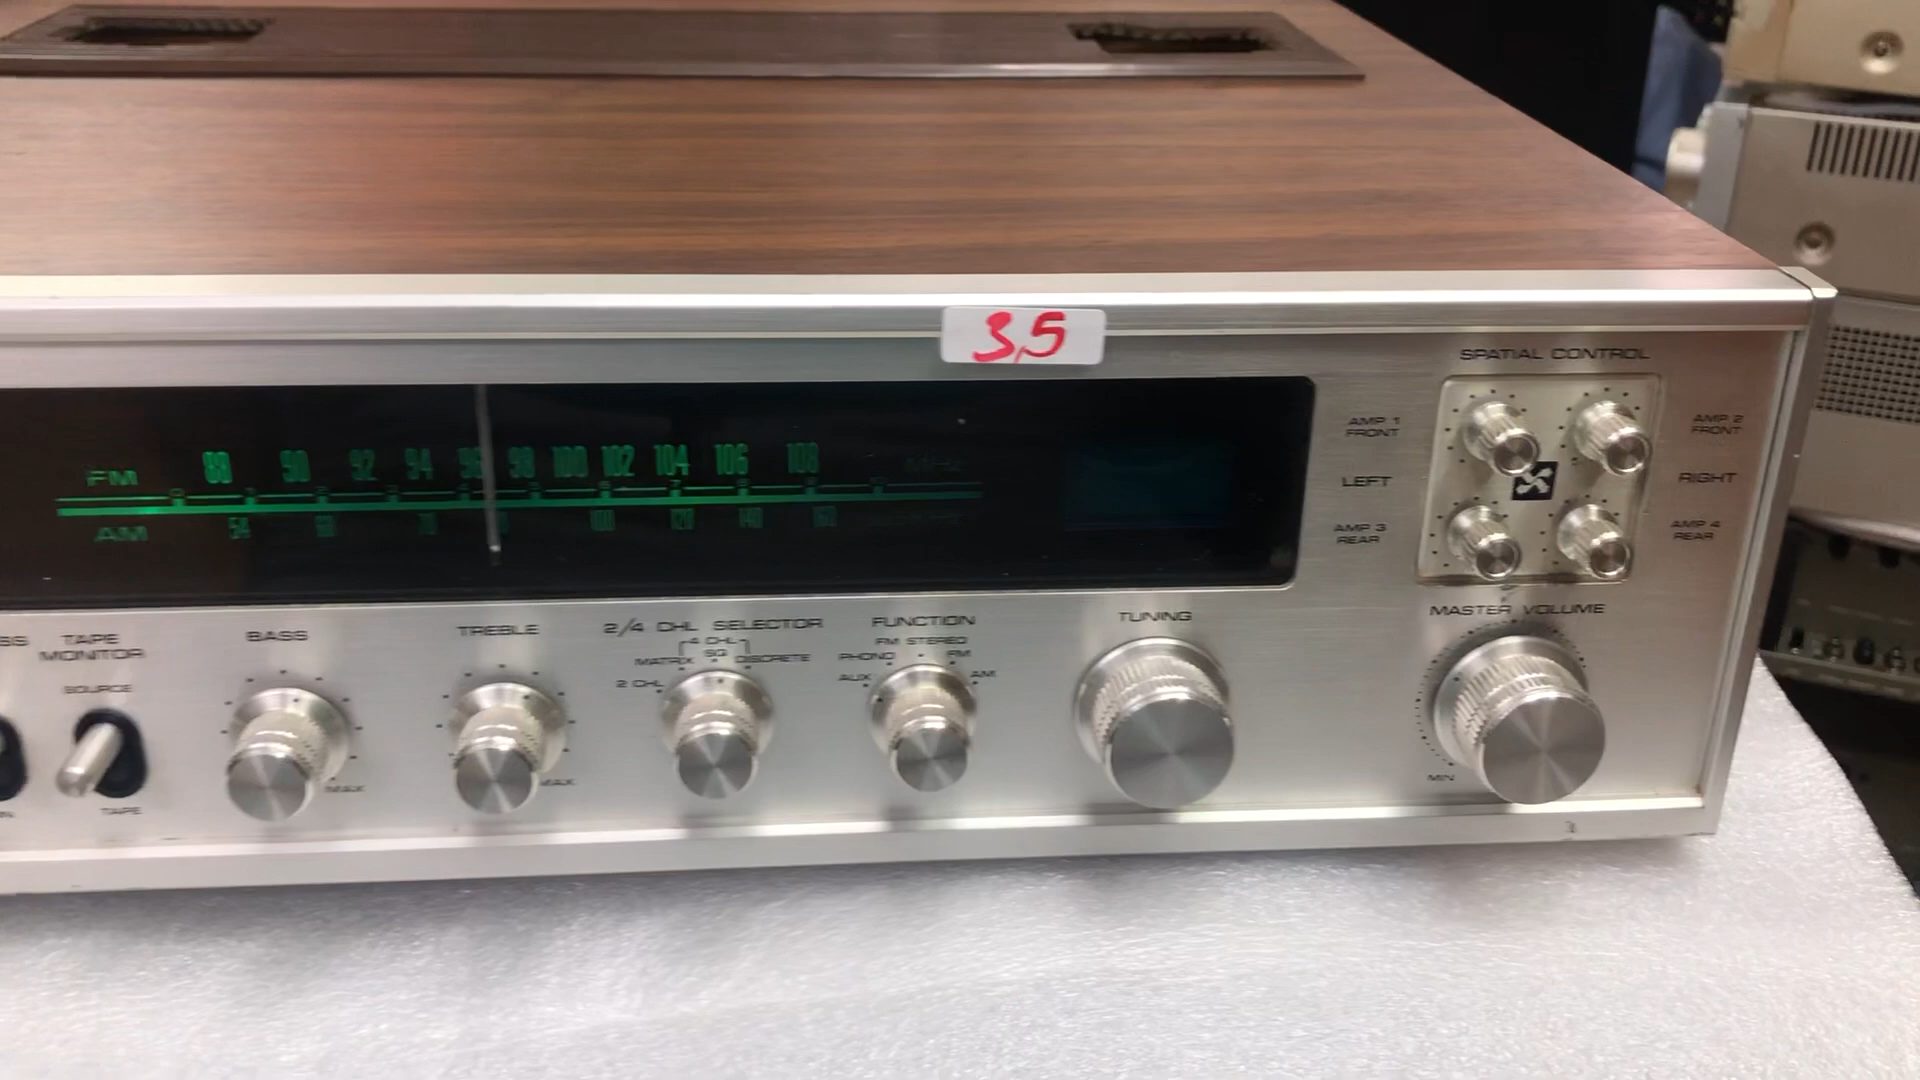 3,5
SPATIAL CONTROL
AMP 1
FRONT
AMP 2
FRONT
LEFT
RIGHT
AMP 3
REAR
AMP 4
REAR
FM 88 90 92 94 96 98 100 102 104 106 108 MHz
AM 54 60 70 100 120 140 160
TAPE
MONITOR
SOURCE
TAPE
BASS
MAX
TREBLE
MAX
2/4 CHL SELECTOR
4 CHL
MATRIX SQ DISCRETE
2 CHL
FUNCTION
FM STEREO
PHONO FM
AUX AM
TUNING
MASTER VOLUME
MIN